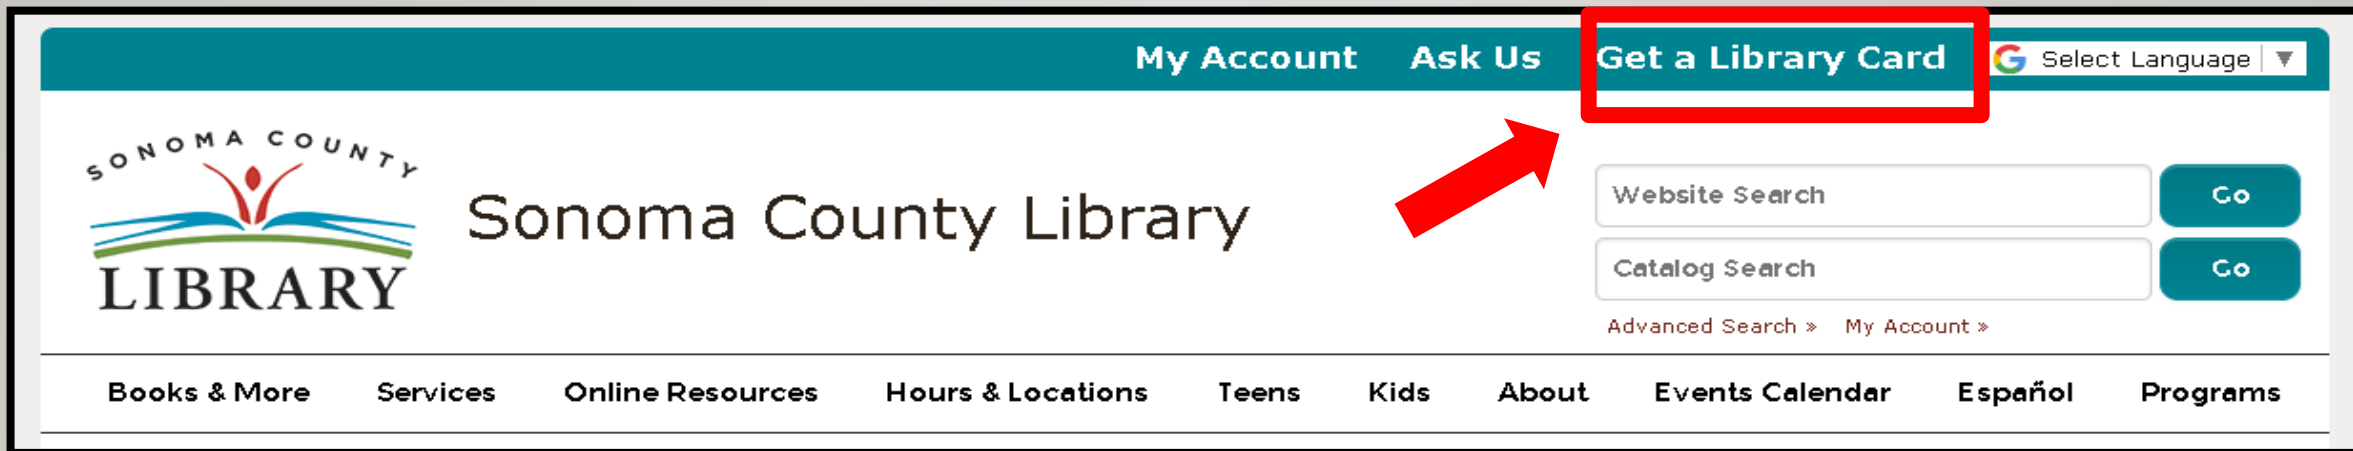 My Account Ask Us Get a Library Card Select Language ▼
SONOMA COUNTY
LIBRARY
Sonoma County Library
Website Search Go
Catalog Search Go
Advanced Search » My Account »
Books & More Services Online Resources Hours & Locations Teens Kids About Events Calendar Español Programs